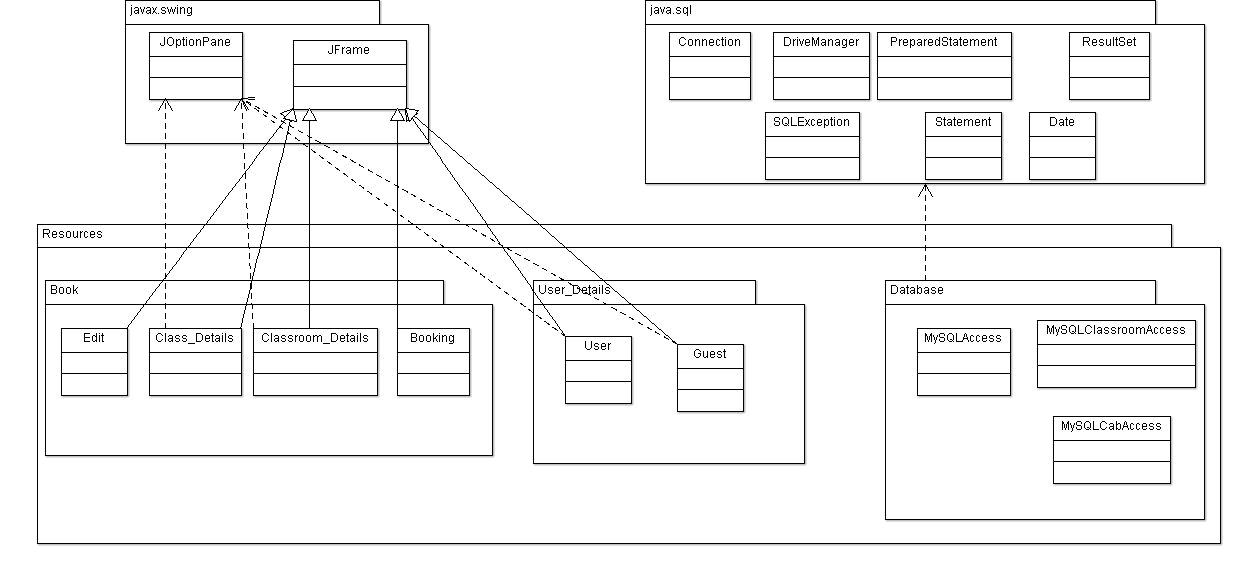 javax.swing
JOptionPane
JFrame
java.sql
Connection
DriveManager
PreparedStatement
ResultSet
SQLException
Statement
Date
Resources
Book
Edit
Class_Details
Classroom_Details
Booking
User_Details
User
Guest
Database
MySQLAccess
MySQLClassroomAccess
MySQLCabAccess